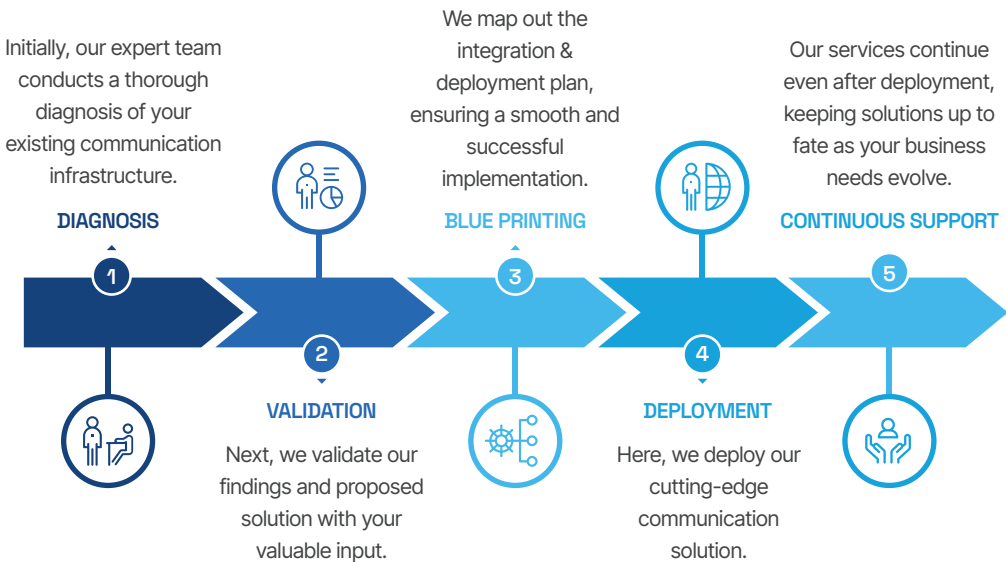 Initially, our expert team
conducts a thorough
diagnosis of your
existing communication
infrastructure.
DIAGNOSIS
1
2
VALIDATION
Next, we validate our
findings and proposed
solution with your
valuable input.
We map out the
integration &
deployment plan,
ensuring a smooth and
successful
implementation.
BLUE PRINTING
3
4
DEPLOYMENT
Here, we deploy our
cutting-edge
communication
solution.
Our services continue
even after deployment,
keeping solutions up to
fate as your business
needs evolve.
CONTINUOUS SUPPORT
5